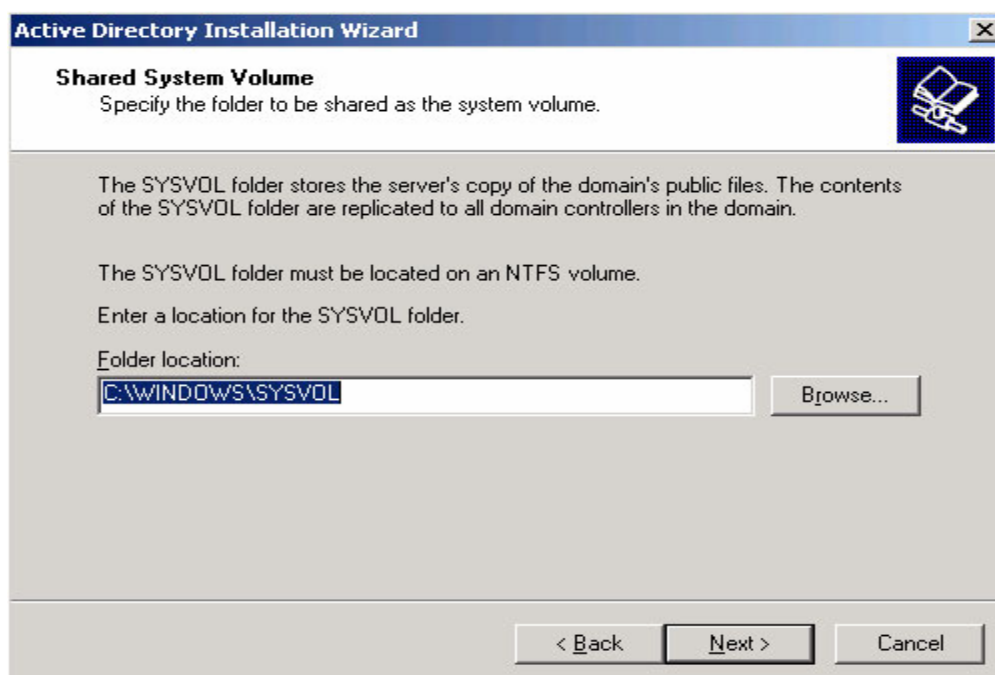 Active Directory Installation Wizard
Shared System Volume
Specify the folder to be shared as the system volume.
The SYSVOL folder stores the server's copy of the domain's public files. The contents
of the SYSVOL folder are replicated to all domain controllers in the domain.
The SYSVOL folder must be located on an NTFS volume.
Enter a location for the SYSVOL folder.
Folder location:
C:\WINDOWS\SYSVOL
Browse...
< Back
Next >
Cancel